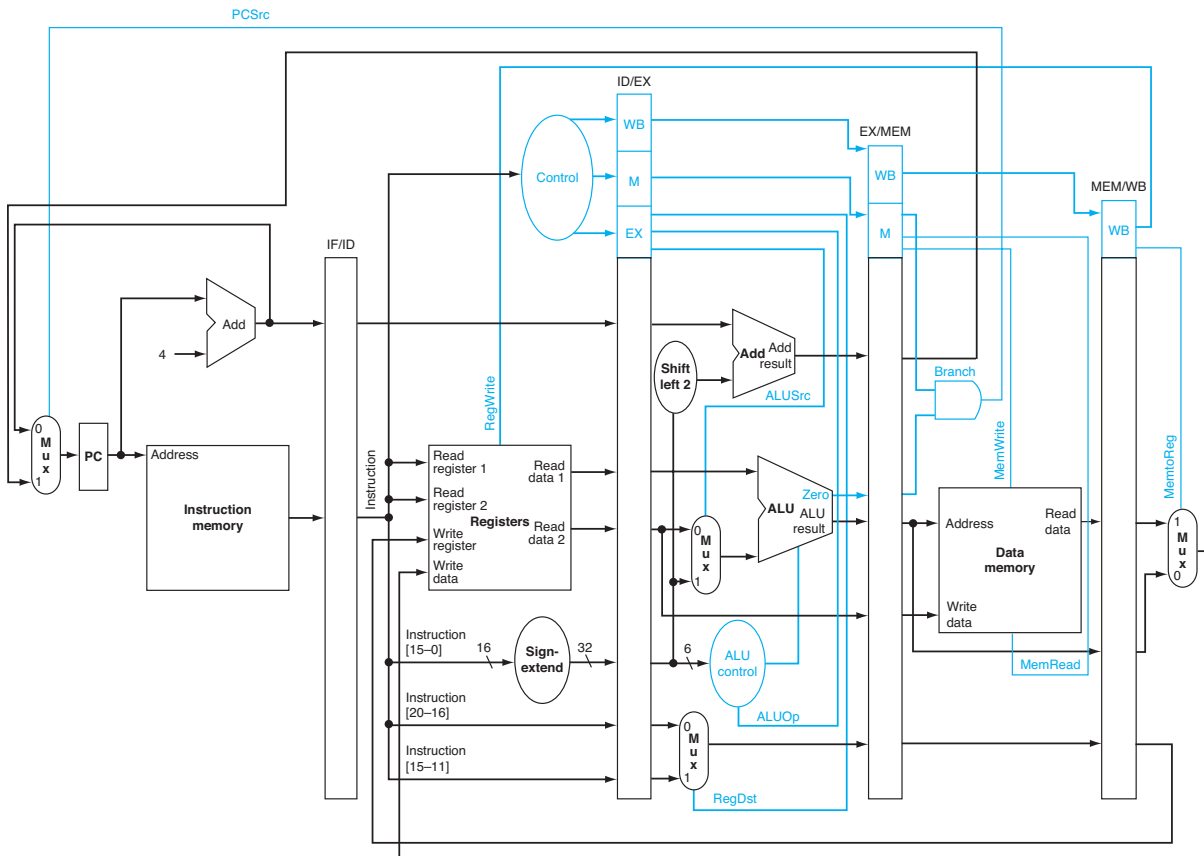 PCSrc
ID/EX
WB
EX/MEM
Control
M
WB
MEM/WB
EX
M
WB
IF/ID
Add
4
Add
Add
result
Shift
left 2
Branch
ALUSrc
RegWrite
MemWrite
MemtoReg
0
M
u
x
1
PC
Address
Instruction
memory
Instruction
Read
register 1
Read
data 1
Read
register 2
Registers
Write
register
Read
data 2
Write
data
0
M
u
x
1
Zero
ALU
ALU
result
Address
Read
data
Data
memory
Write
data
1
M
u
x
0
Instruction
[15–0]
16
Sign-
extend
32
6
ALU
control
MemRead
Instruction
[20–16]
ALUOp
0
M
u
x
1
Instruction
[15–11]
RegDst